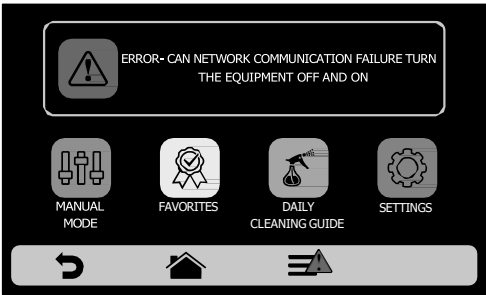 ERROR- CAN NETWORK COMMUNICATION FAILURE TURN
THE EQUIPMENT OFF AND ON
MANUAL
MODE
FAVORITES
DAILY
CLEANING GUIDE
SETTINGS